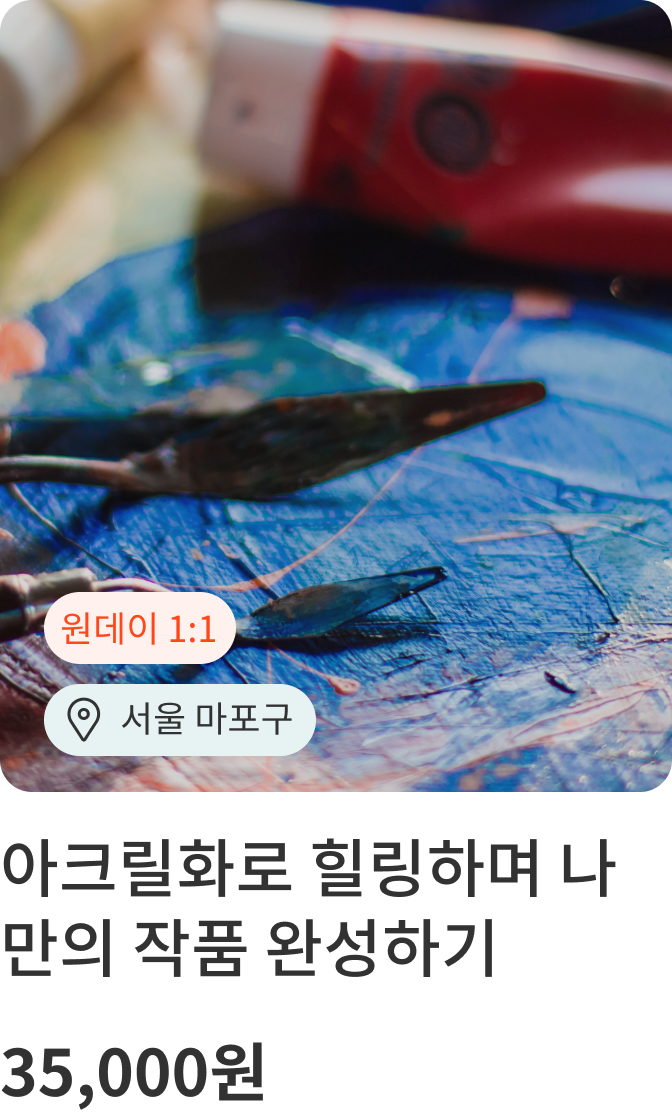 원데이 1:1
서울 마포구
아크릴화로 힐링하며 나
만의 작품 완성하기
35,000원